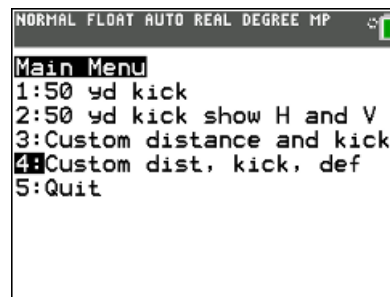 NORMAL FLOAT AUTO REAL DEGREE MP
Main Menu
1:50 yd kick
2:50 yd kick show H and V
3:Custom distance and kick
4:Custom dist, kick, def
5:Quit